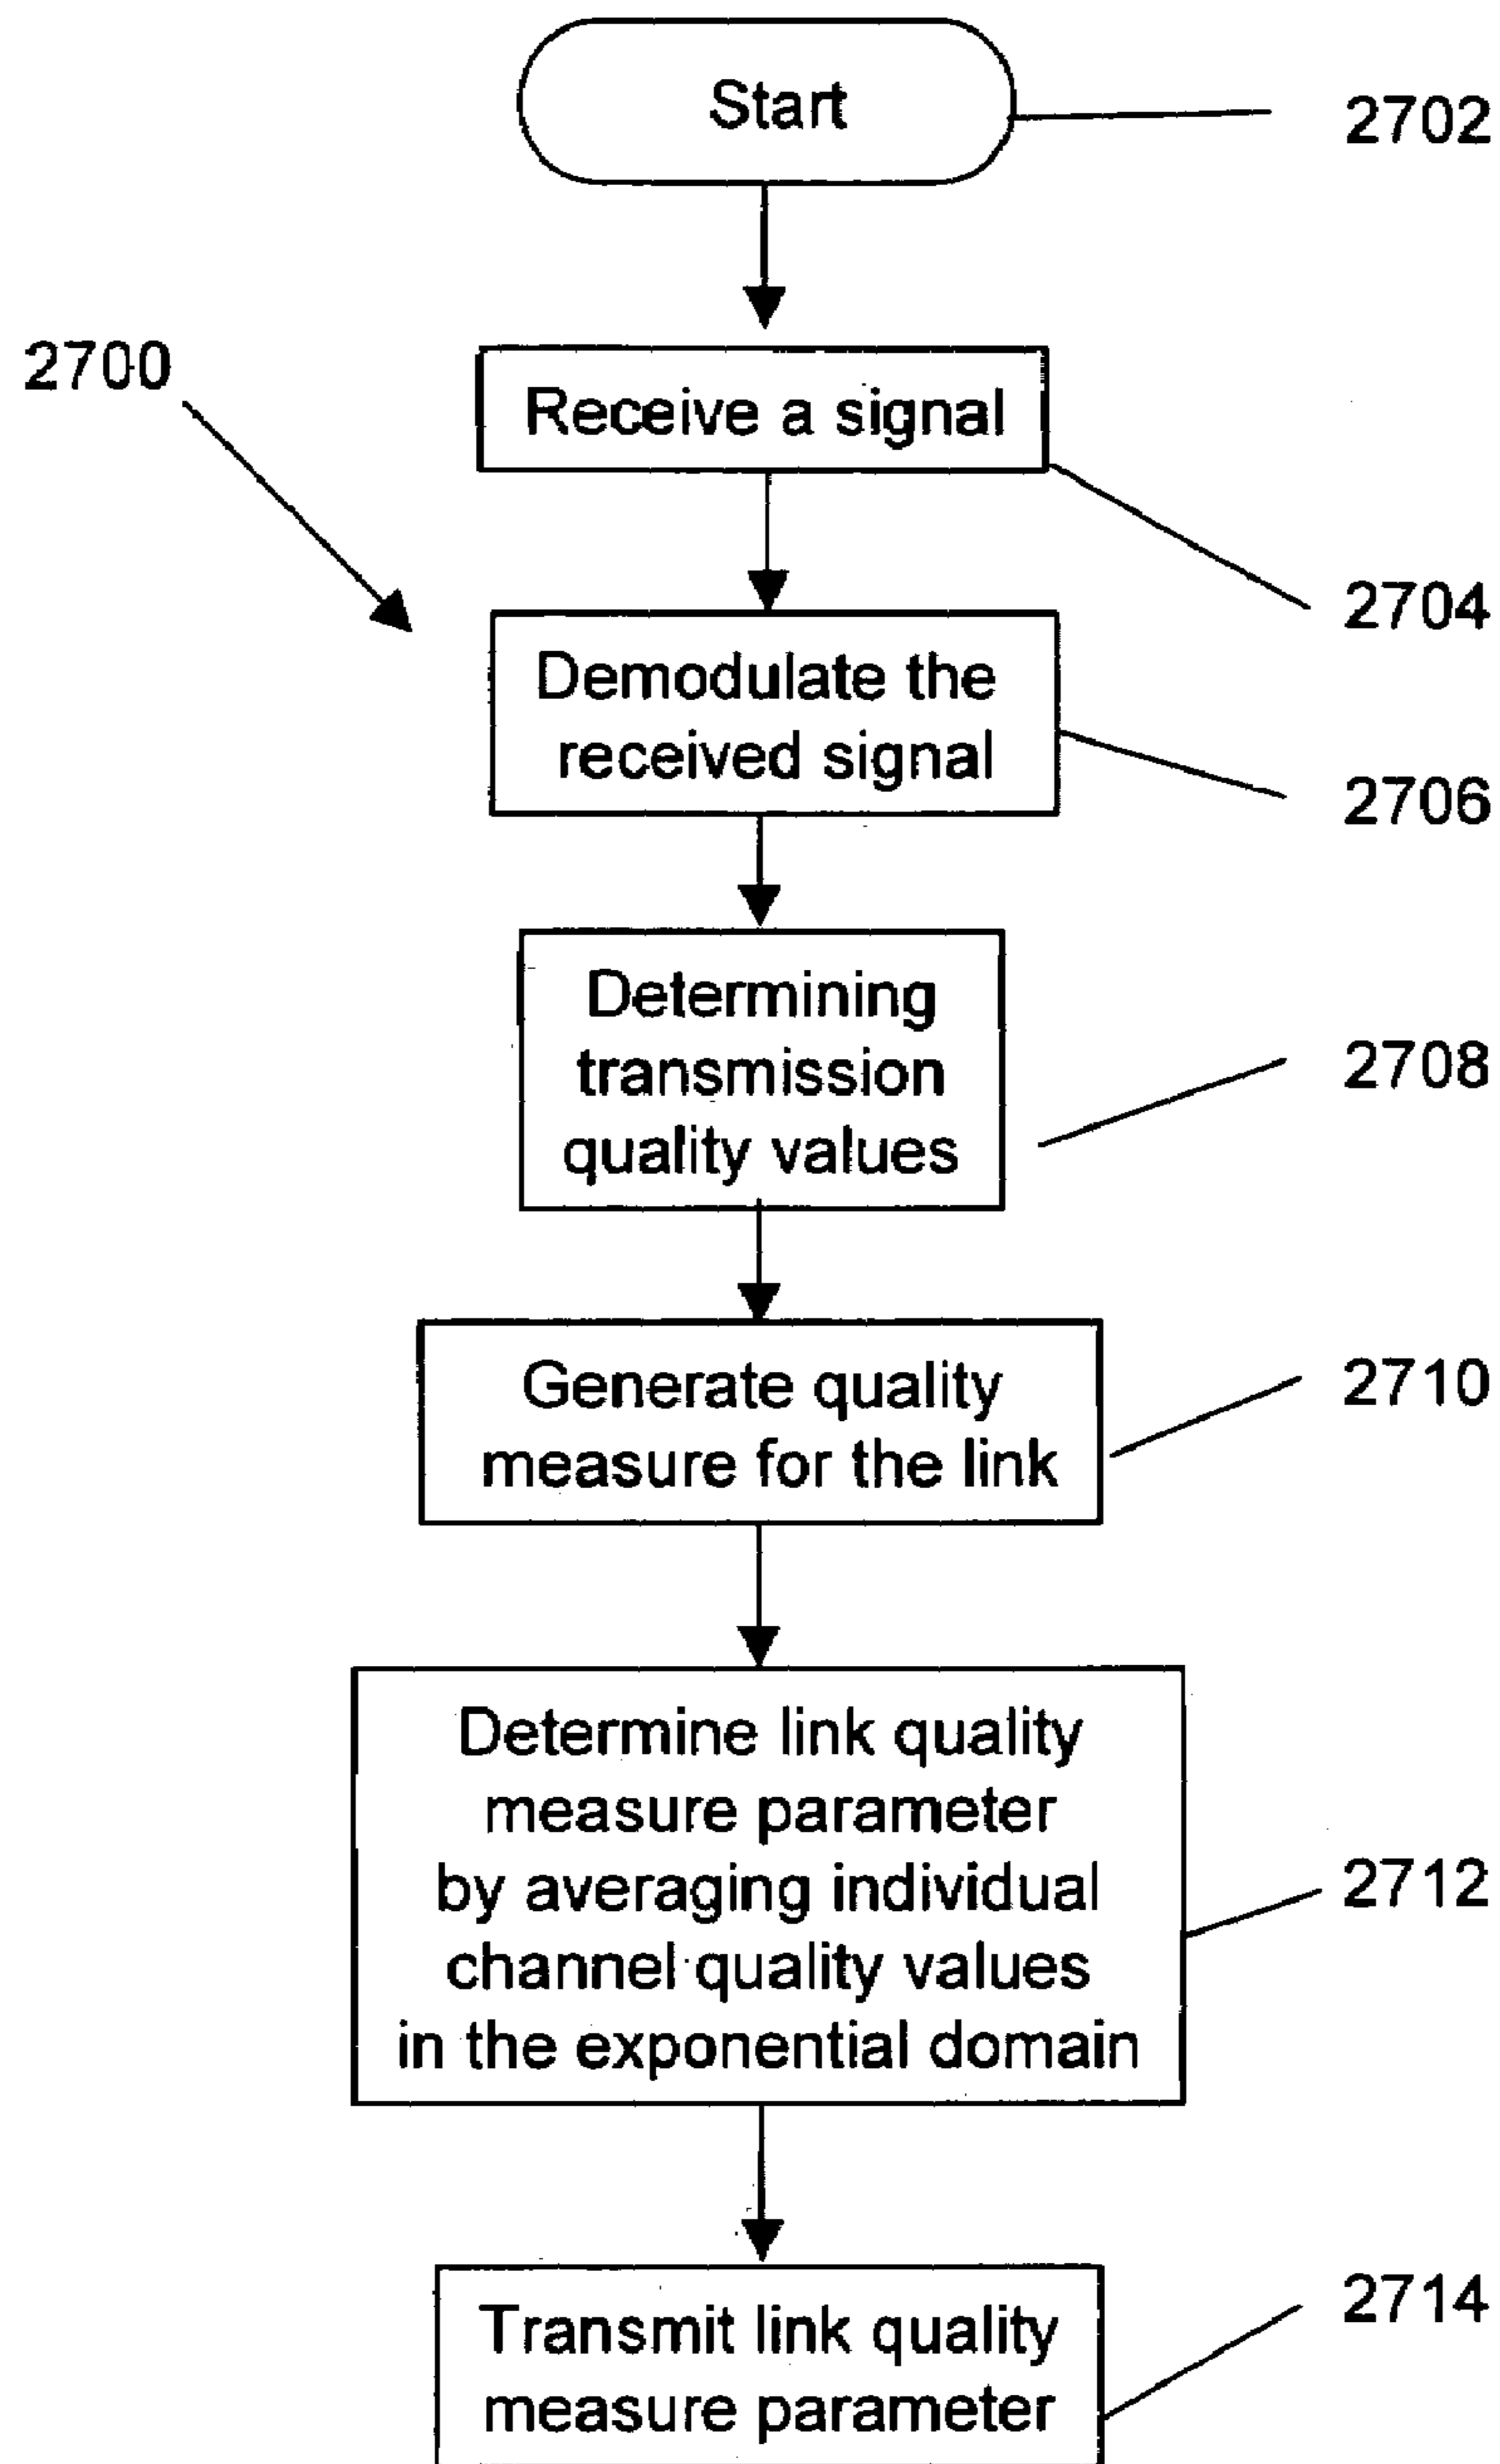 Start
2702
2700
Receive a signal
2704
Demodulate the
received signal
2706
Determining
transmission
quality values
2708
Generate quality
measure for the link
2710
Determine link quality
measure parameter
by averaging individual
channel quality values
in the exponential domain
2712
Transmit link quality
measure parameter
2714